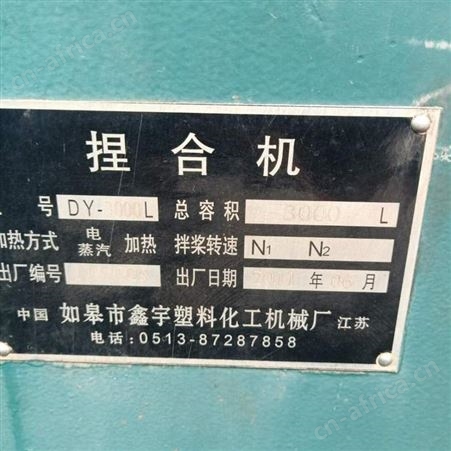 捏合机
号 DY-3000L 总容积 3000 L
加热方式 电 蒸汽 加热 拌桨转速 N1 N2
出厂编号 出厂日期 年 月
中国 如皋市鑫宇塑料化工机械厂 江苏
电话:0513-87287858